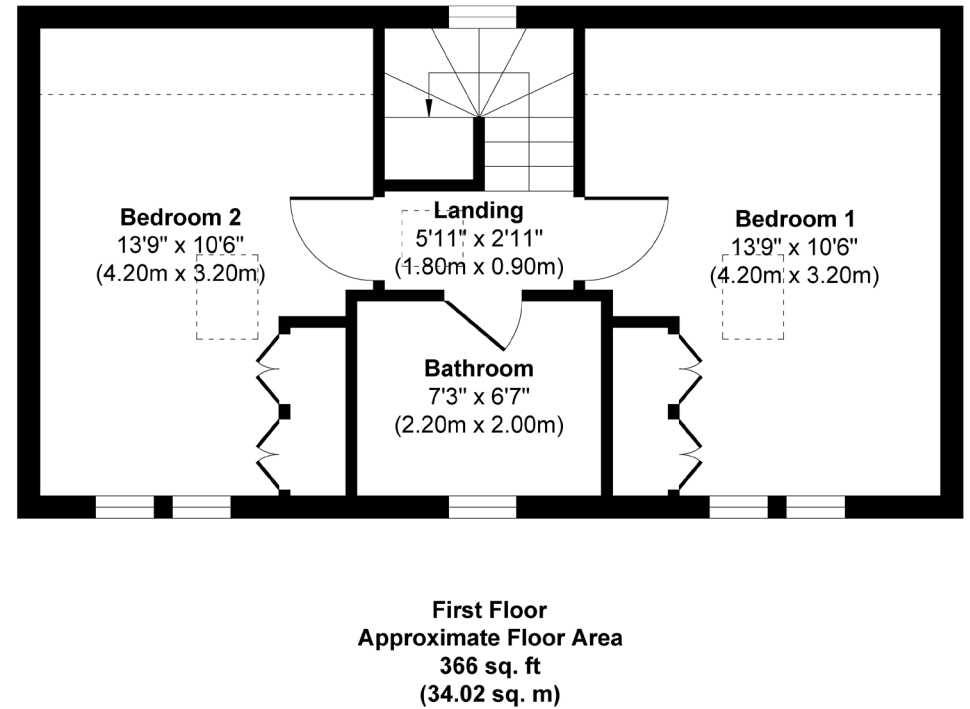 Bedroom 2
13'9" x 10'6"
(4.20m x 3.20m)
Landing
5'11" x 2'11"
(1.80m x 0.90m)
Bedroom 1
13'9" x 10'6"
(4.20m x 3.20m)
Bathroom
7'3" x 6'7"
(2.20m x 2.00m)
First Floor
Approximate Floor Area
366 sq. ft
(34.02 sq. m)